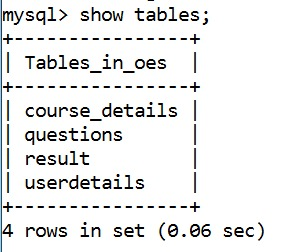 mysql> show tables;
+----------------+
| Tables_in_oes  |
+----------------+
| course_details |
| questions      |
| result         |
| userdetails    |
+----------------+
4 rows in set (0.06 sec)